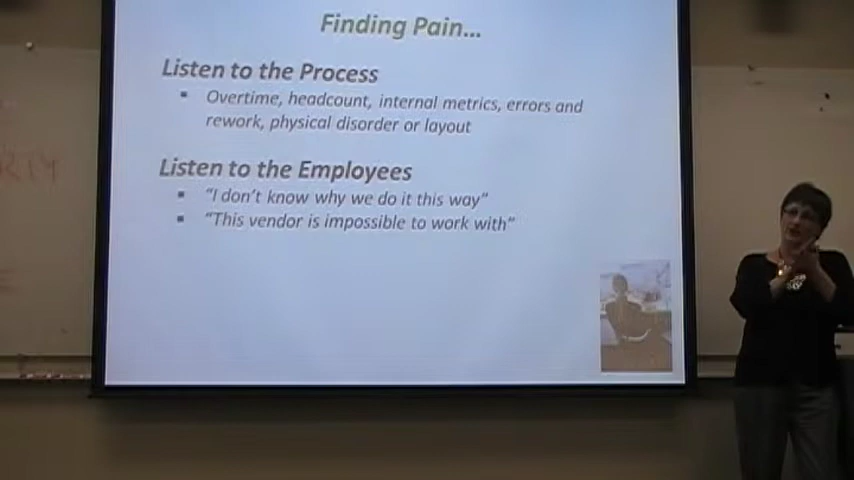 Finding Pain...
Listen to the Process
Overtime, headcount, internal metrics, errors and
rework, physical disorder or layout
Listen to the Employees
"I don't know why we do it this way"
"This vendor is impossible to work with"
RTY